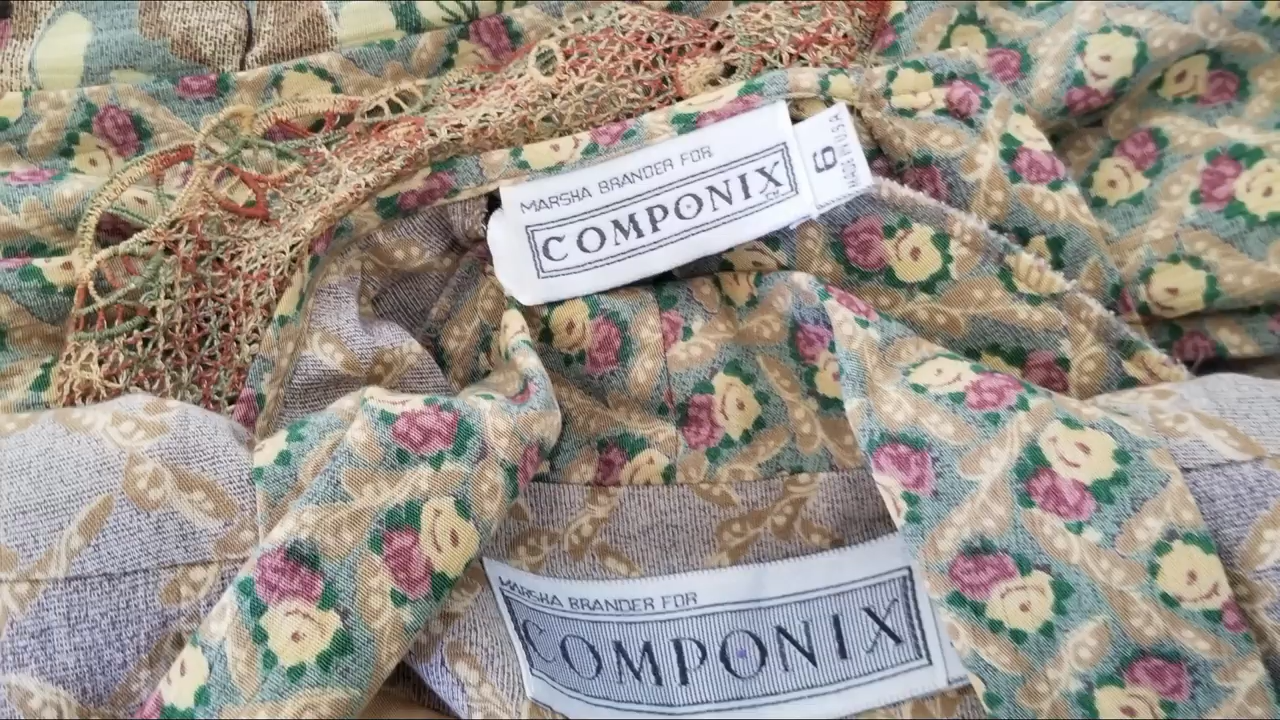 MARSHA BRANDER FOR
COMPONIX
6
MADE IN USA
MARSHA BRANDER FOR
COMPONIX